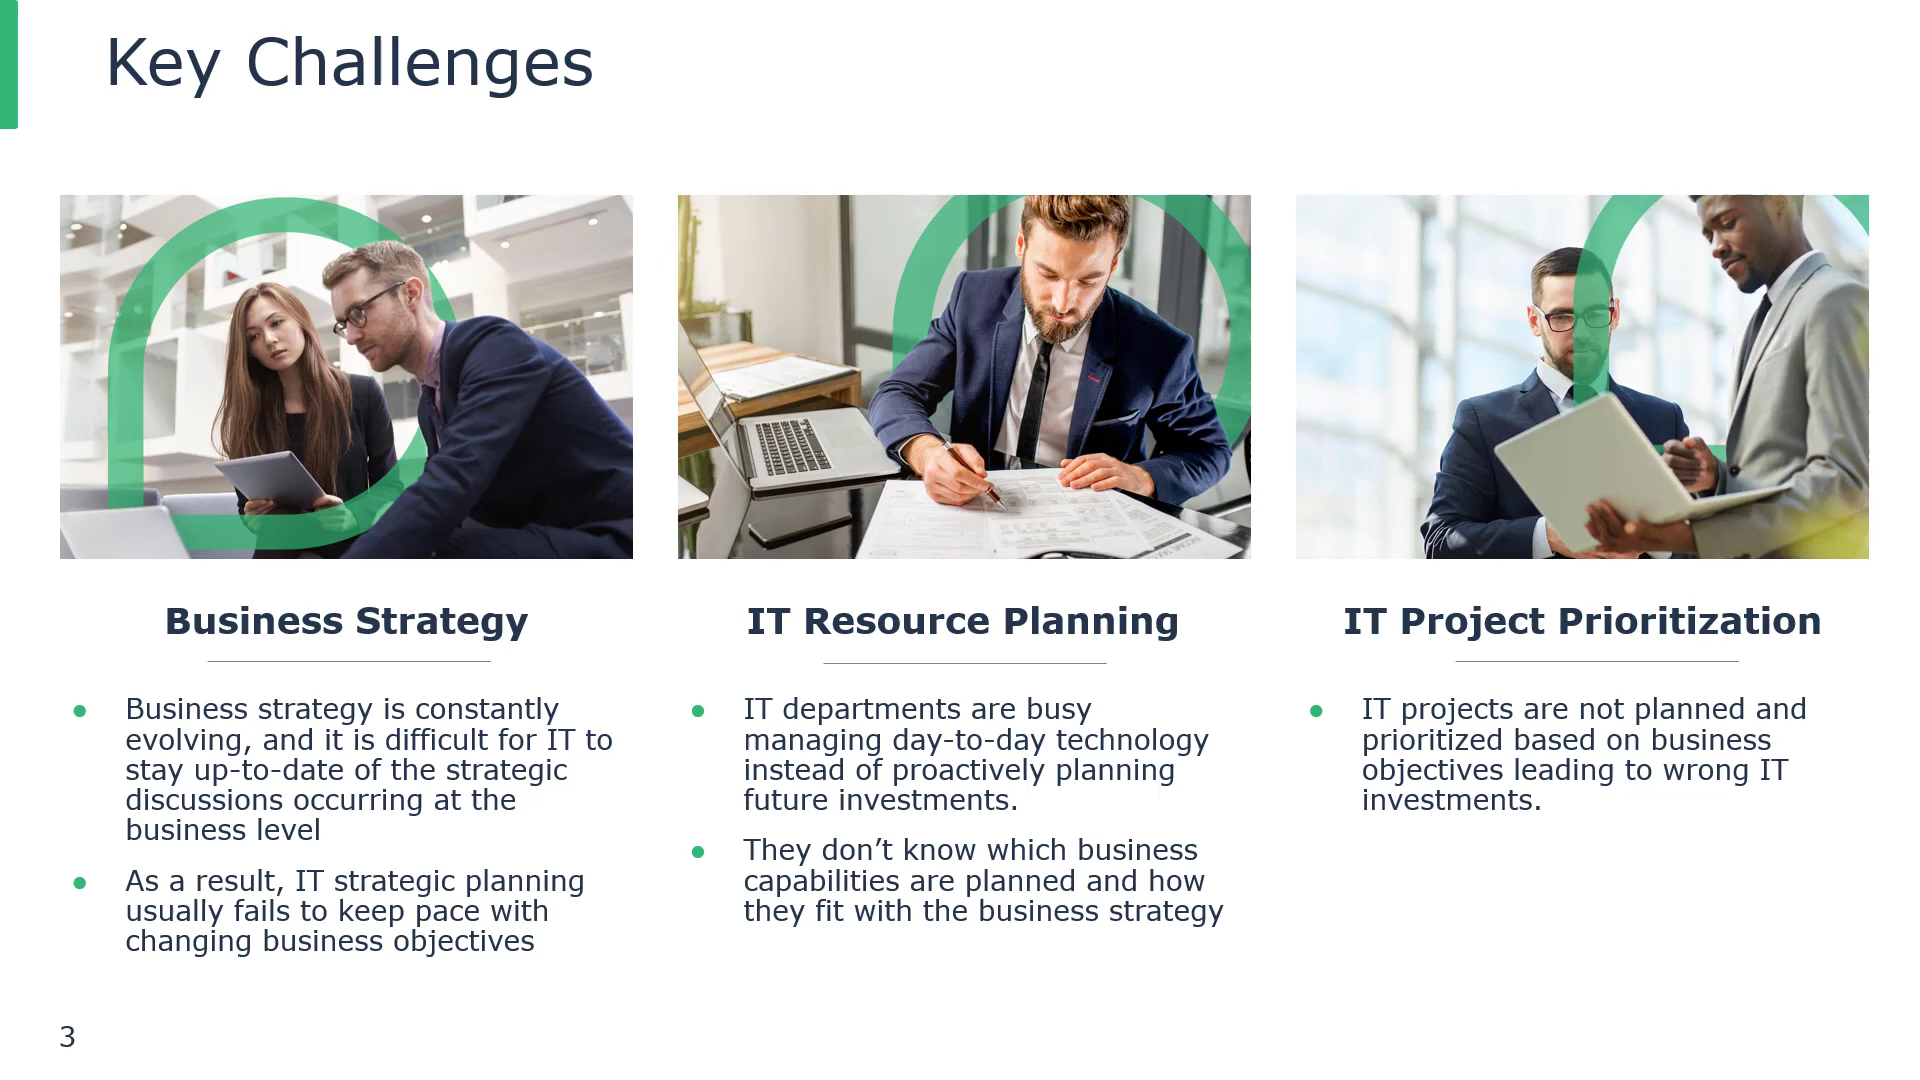 Key Challenges
Business Strategy
Business strategy is constantly
evolving, and it is difficult for IT to
stay up-to-date of the strategic
discussions occurring at the
business level
As a result, IT strategic planning
usually fails to keep pace with
changing business objectives
IT Resource Planning
IT departments are busy
managing day-to-day technology
instead of proactively planning
future investments.
They don’t know which business
capabilities are planned and how
they fit with the business strategy
IT Project Prioritization
IT projects are not planned and
prioritized based on business
objectives leading to wrong IT
investments.
3